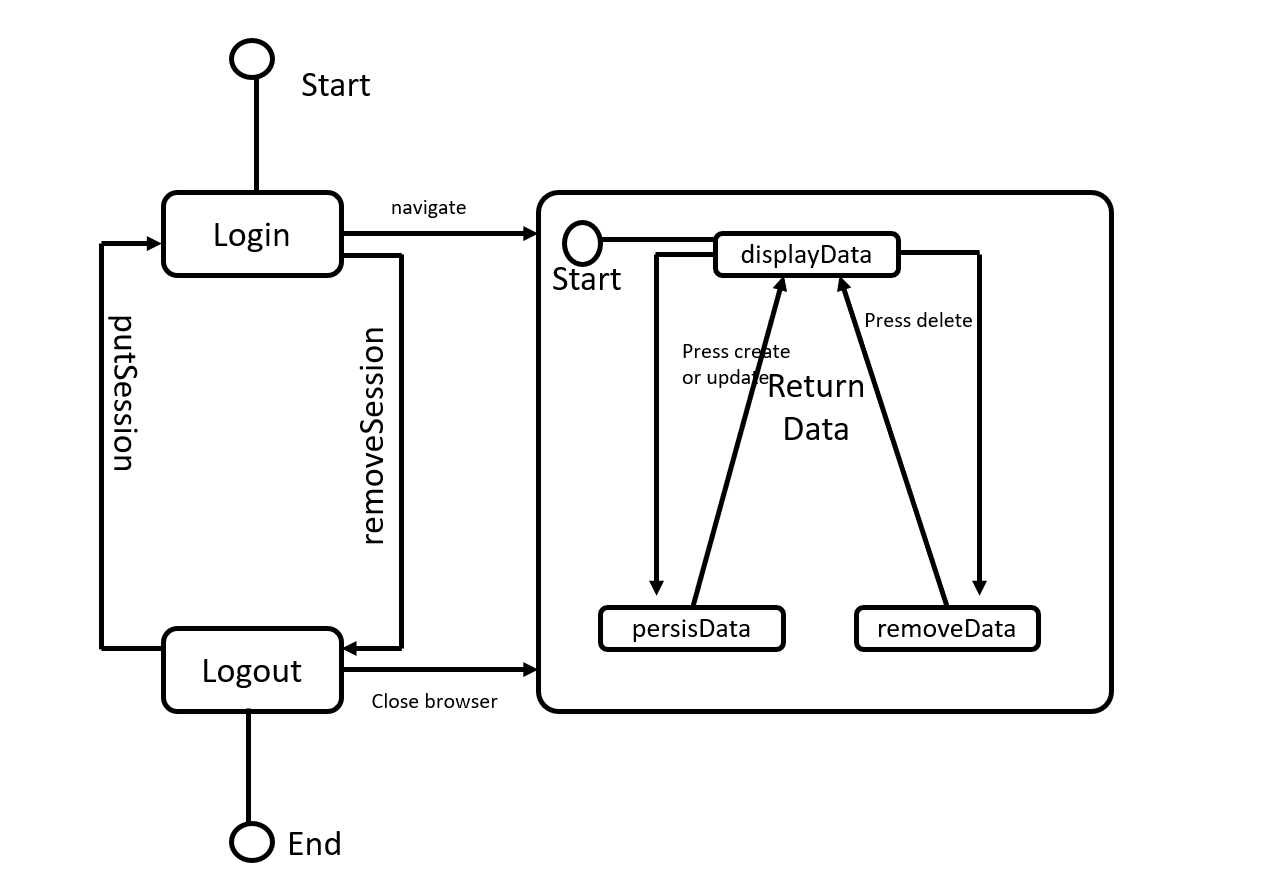 Start
Login
navigate
Start
displayData
putSession
removeSession
Press create
or update
Press delete
Return
Data
persisData
removeData
Logout
Close browser
End